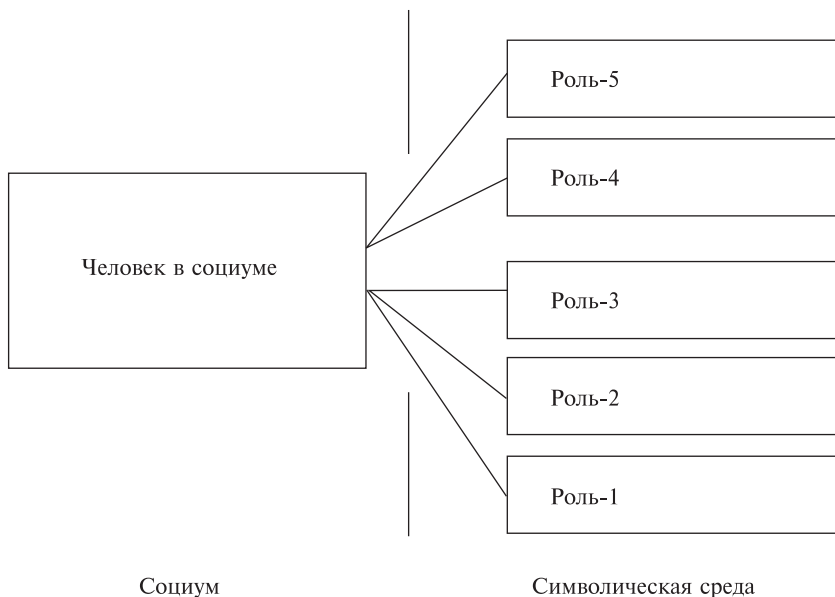 Роль-5
Роль-4
Человек в социуме
Роль-3
Роль-2
Роль-1
Социум
Символическая среда